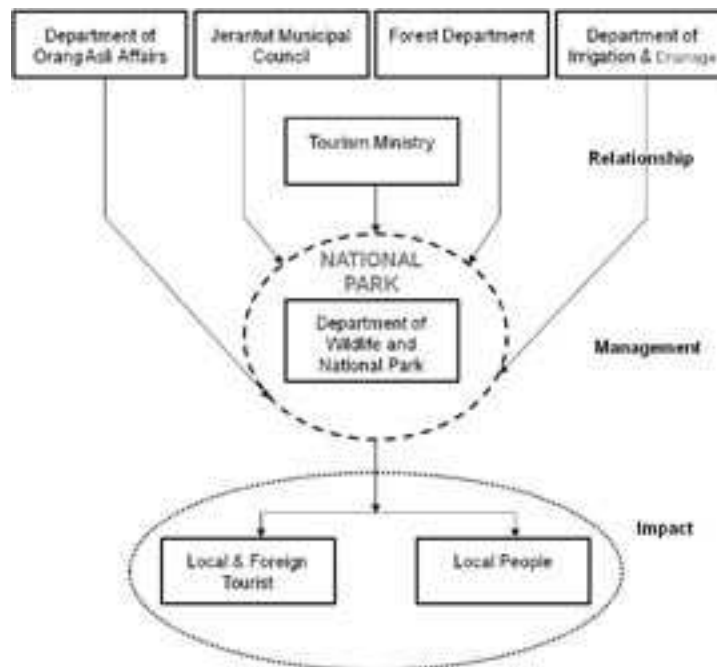 Department of
Orang Asli Affairs
Jerantut Municipal
Council
Forest Department
Department of
Irrigation & Drainage
Tourism Ministry
Relationship
NATIONAL
PARK
Department of
Wildlife and
National Park
Management
Impact
Local & Foreign
Tourist
Local People